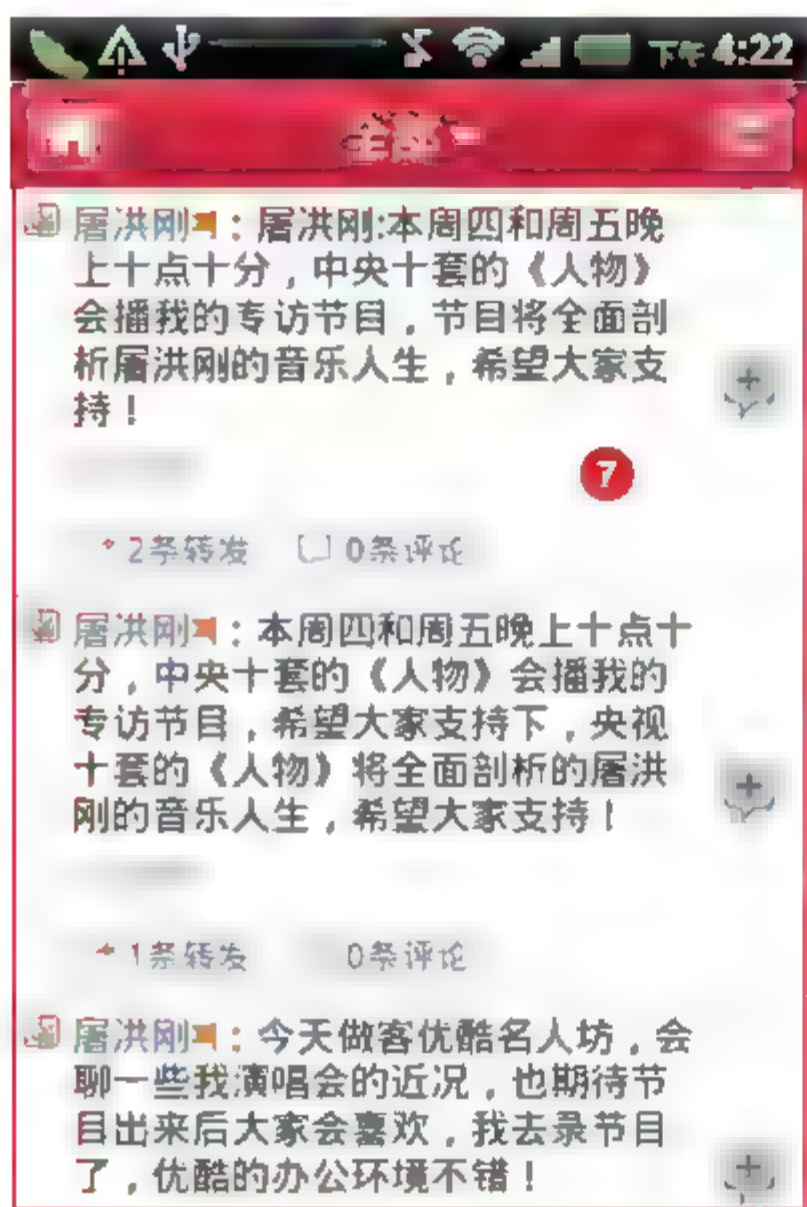 下午 4:22
屠洪刚：屠洪刚:本周四和周五晚
上十点十分，中央十套的《人物》
会播我的专访节目，节目将全面剖
析屠洪刚的音乐人生，希望大家支
持！
7
2条转发 0条评论
屠洪刚：本周四和周五晚上十点十
分，中央十套的《人物》会播我的
专访节目，希望大家支持下，央视
十套的《人物》将全面剖析的屠洪
刚的音乐人生，希望大家支持！
1条转发 0条评论
屠洪刚：今天做客优酷名人坊，会
聊一些我演唱会的近况，也期待节
目出来后大家会喜欢，我去录节目
了，优酷的办公环境不错！